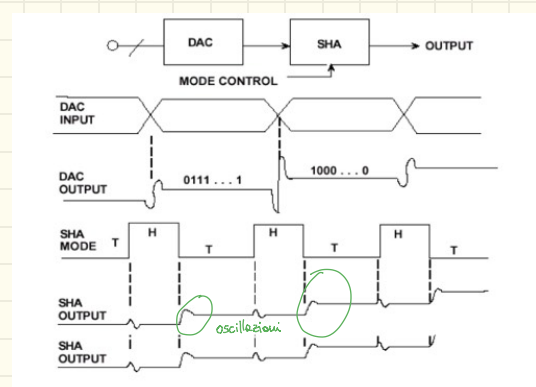 DAC
SHA
OUTPUT
MODE CONTROL
DAC
INPUT
DAC
OUTPUT
0111 . . . 1
1000 . . . 0
SHA
MODE
T
H
T
H
T
H
T
SHA
OUTPUT
oscillazioni
SHA
OUTPUT